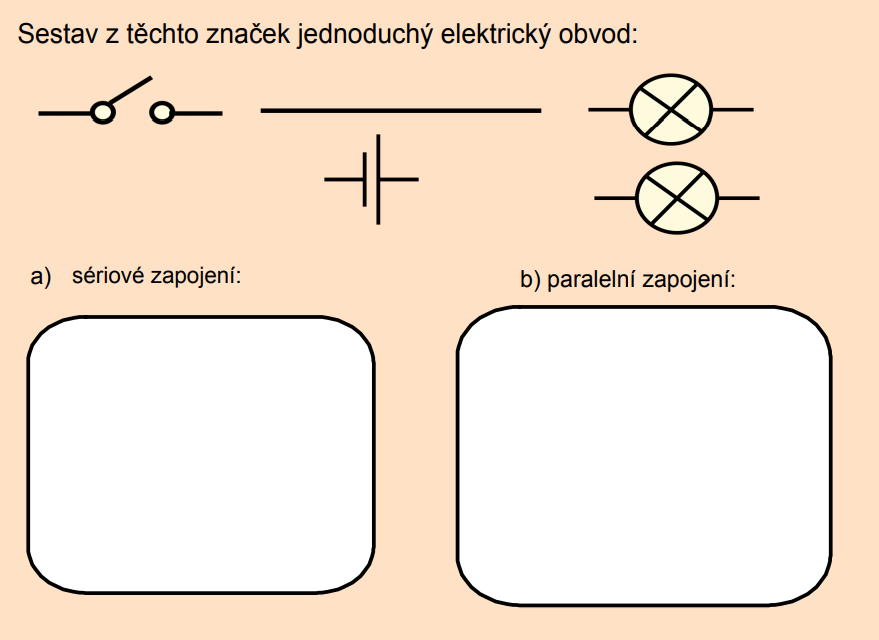 Sestav z těchto značek jednoduchý elektrický obvod:
a) sériové zapojení:
b) paralelní zapojení: